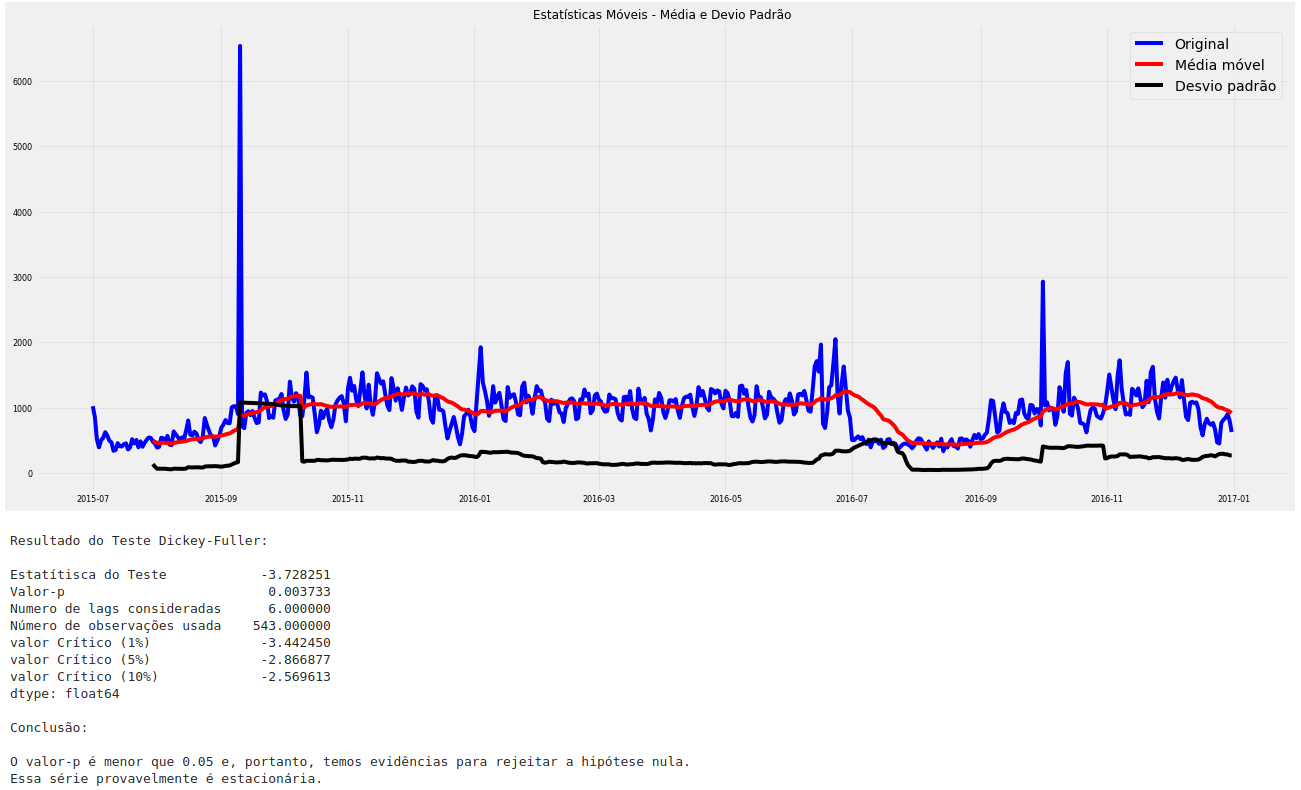 Estatísticas Móveis - Média e Devio Padrão
Original
Média móvel
Desvio padrão
6000
5000
4000
3000
2000
1000
0
2015-07 2015-09 2015-11 2016-01 2016-03 2016-05 2016-07 2016-09 2016-11 2017-01
Resultado do Teste Dickey-Fuller:
Estatítisca do Teste -3.728251
Valor-p 0.003733
Numero de lags consideradas 6.000000
Número de observações usada 543.000000
valor Crítico (1%) -3.442450
valor Crítico (5%) -2.866877
valor Crítico (10%) -2.569613
dtype: float64
Conclusão:
O valor-p é menor que 0.05 e, portanto, temos evidências para rejeitar a hipótese nula.
Essa série provavelmente é estacionária.